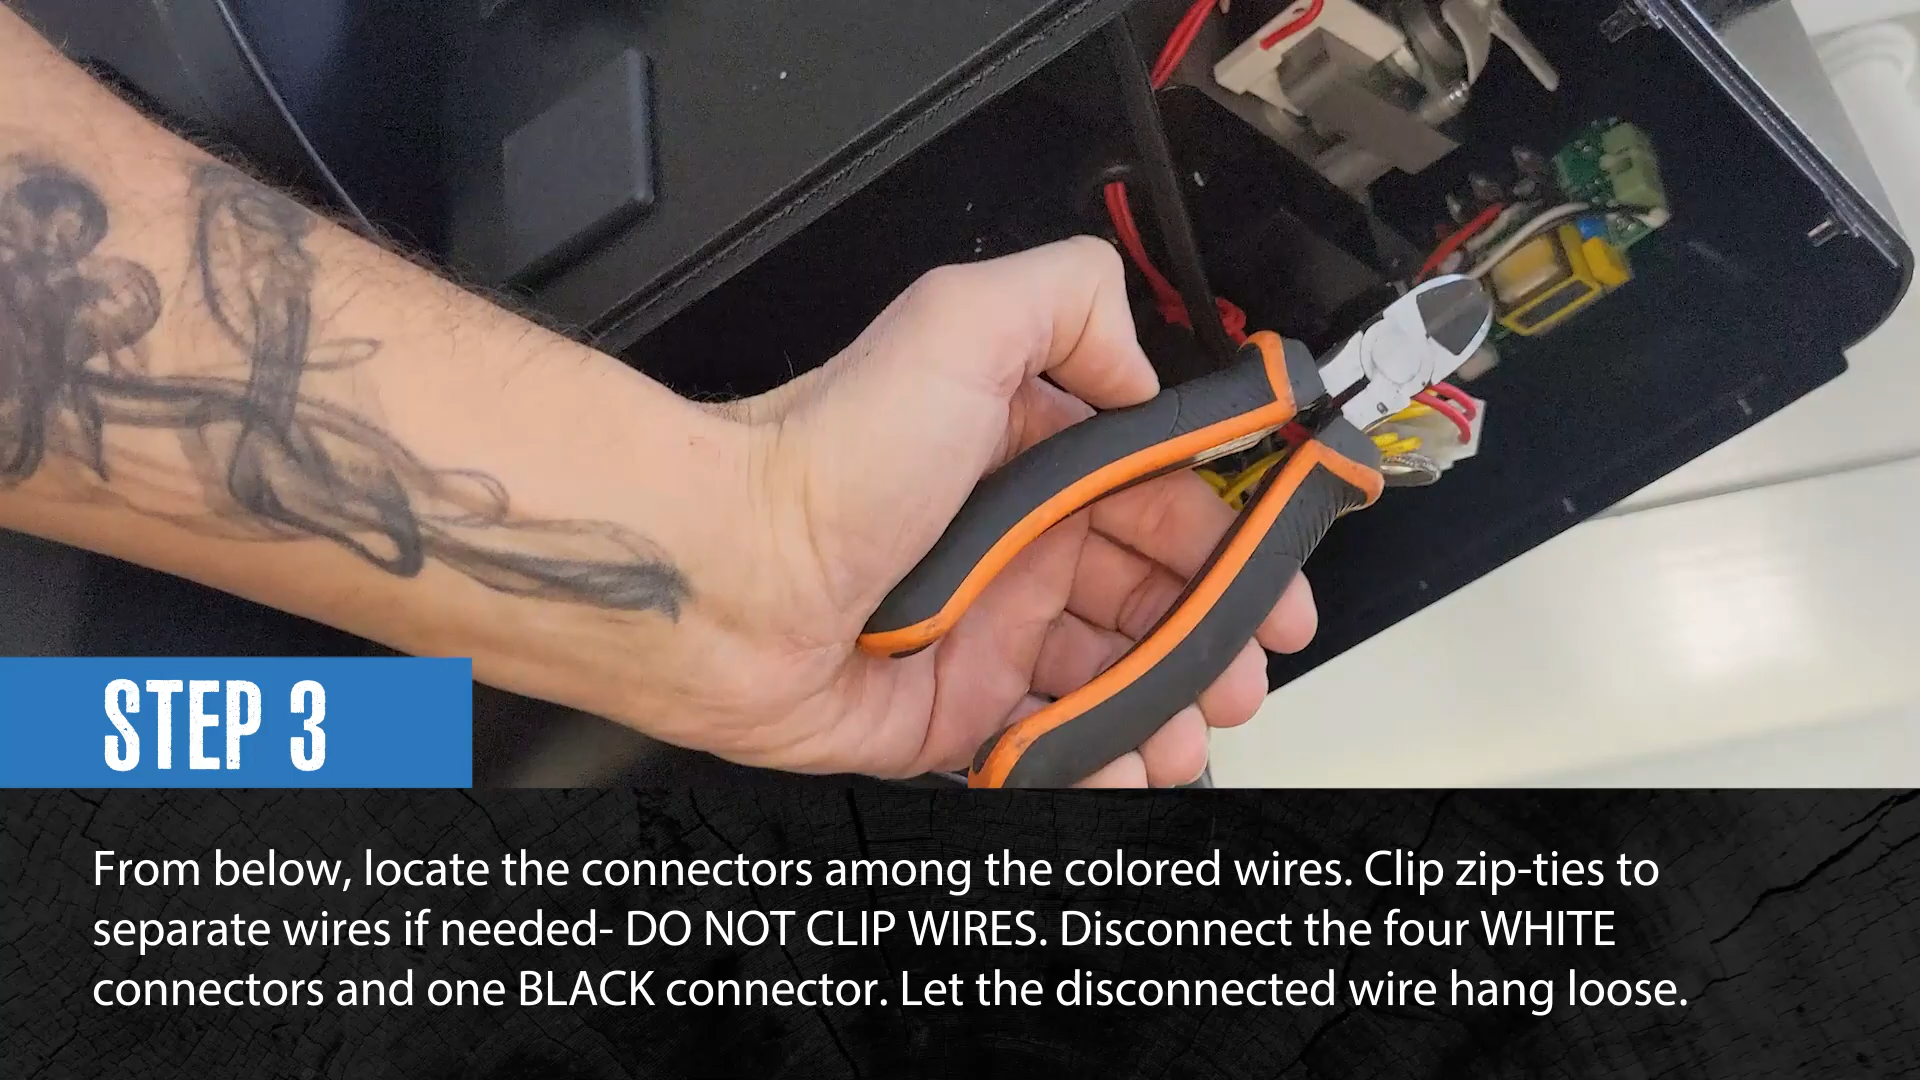 STEP 3
From below, locate the connectors among the colored wires. Clip zip-ties to
separate wires if needed- DO NOT CLIP WIRES. Disconnect the four WHITE
connectors and one BLACK connector. Let the disconnected wire hang loose.